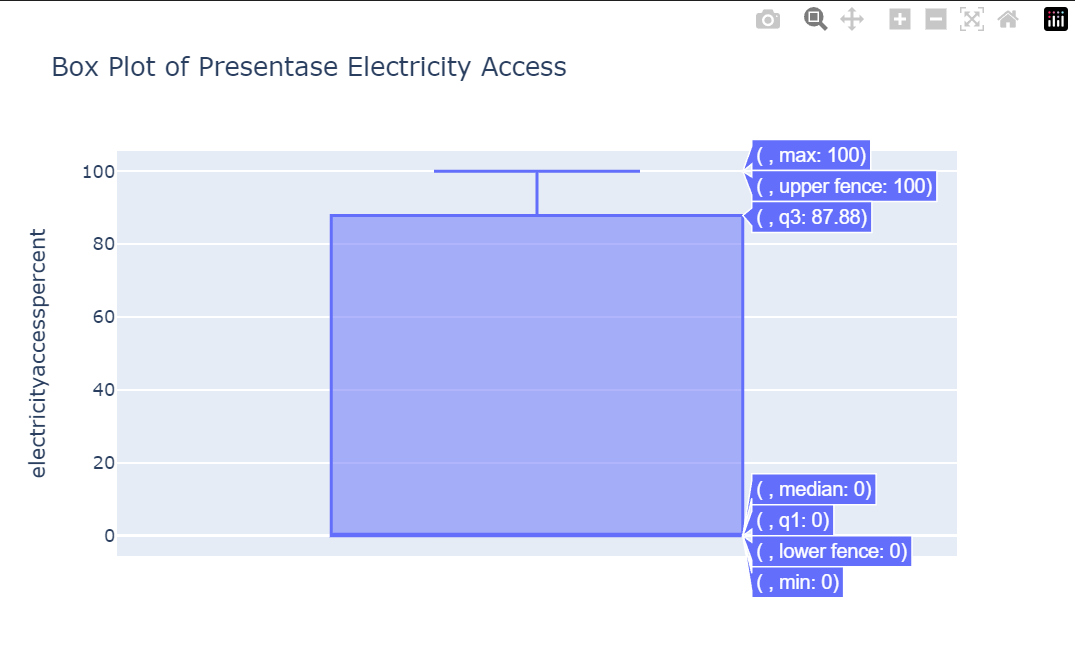 Box Plot of Presentase Electricity Access
electricityaccesspercent
100
80
60
40
20
0
( , max: 100)
( , upper fence: 100)
( , q3: 87.88)
( , median: 0)
( , q1: 0)
( , lower fence: 0)
( , min: 0)